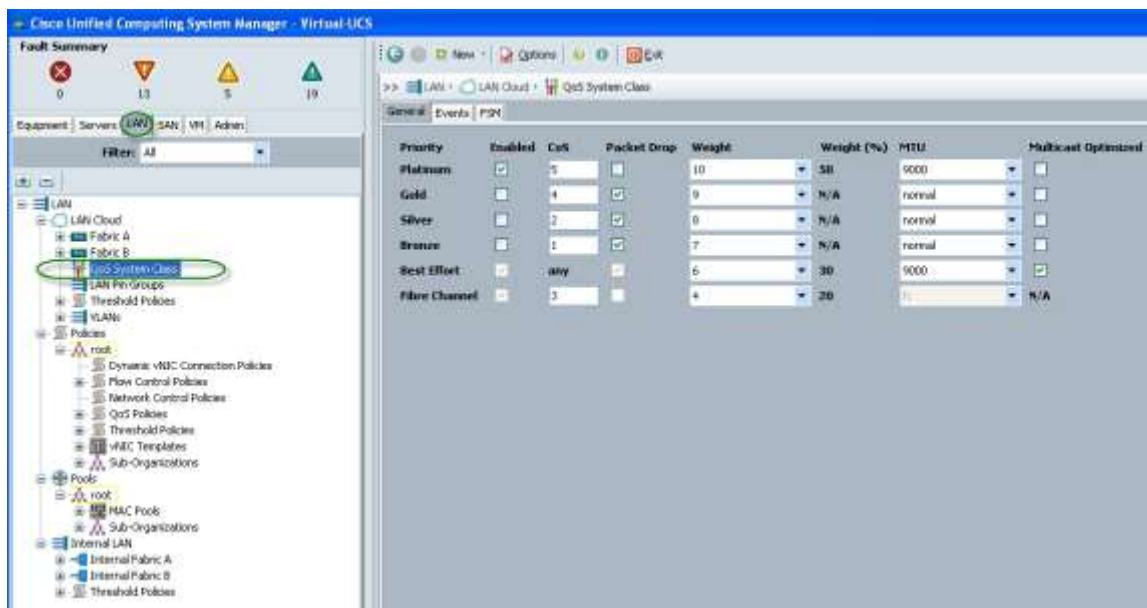 Cisco Unified Computing System Manager - Virtual-UCS
Fault Summary
0 13 5 19
Equipment Servers LAN SAN VM Admin
Filter: All
LAN
LAN Cloud
Fabric A
Fabric B
QoS System Class
LAN Pin Groups
Threshold Policies
VLANs
Policies
root
Dynamic vNIC Connection Policies
Flow Control Policies
Network Control Policies
QoS Policies
Threshold Policies
vNIC Templates
Sub-Organizations
Pools
root
MAC Pools
Sub-Organizations
Internal LAN
Internal Fabric A
Internal Fabric B
Threshold Policies
New Options Exit
>> LAN LAN Cloud QoS System Class
General Events FSM
Priority Enabled CoS Packet Drop Weight Weight (%) MTU Multicast Optimized
Platinum 5 10 50 9000
Gold 4 9 N/A normal
Silver 2 8 N/A normal
Bronze 1 7 N/A normal
Best Effort any 6 30 9000
Fibre Channel 3 4 20 N/A